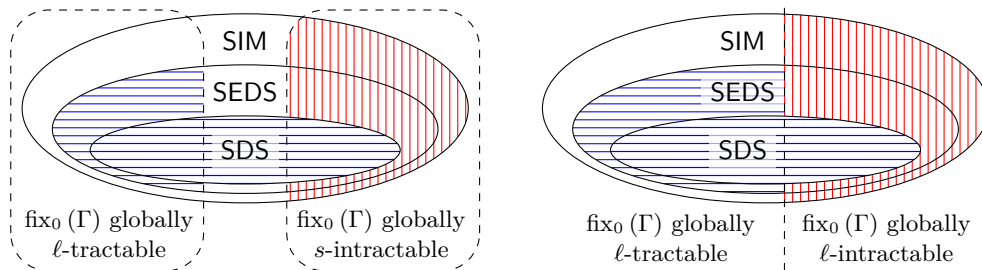 SIM
SEDS
SDS
fix₀ (Γ) globally
ℓ-tractable
fix₀ (Γ) globally
s-intractable
SIM
SEDS
SDS
fix₀ (Γ) globally
ℓ-tractable
fix₀ (Γ) globally
ℓ-intractable